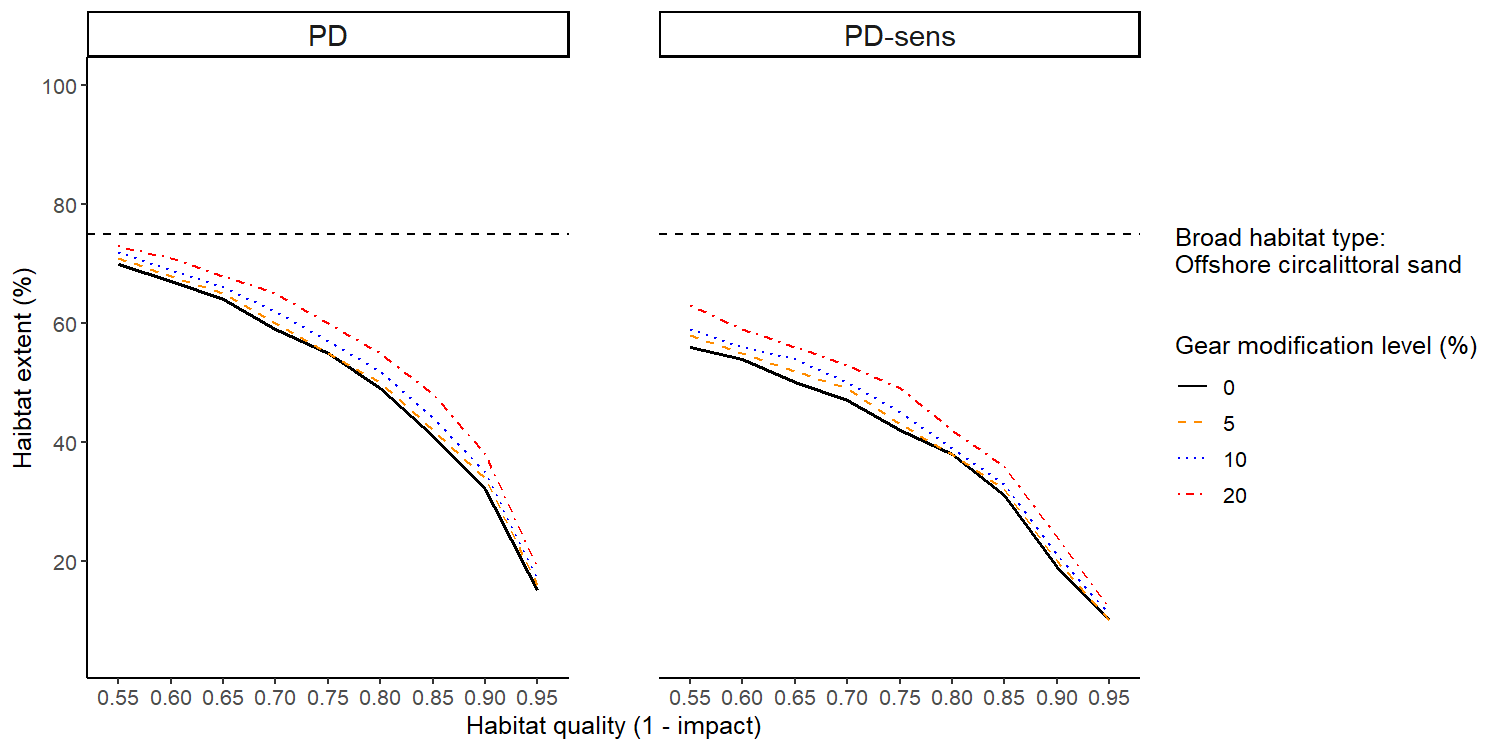 PD
PD-sens
100
80
60
40
20
Haibtat extent (%)
0.55 0.60 0.65 0.70 0.75 0.80 0.85 0.90 0.95
0.55 0.60 0.65 0.70 0.75 0.80 0.85 0.90 0.95
Habitat quality (1 - impact)
Broad habitat type:
Offshore circalittoral sand
Gear modification level (%)
0
5
10
20